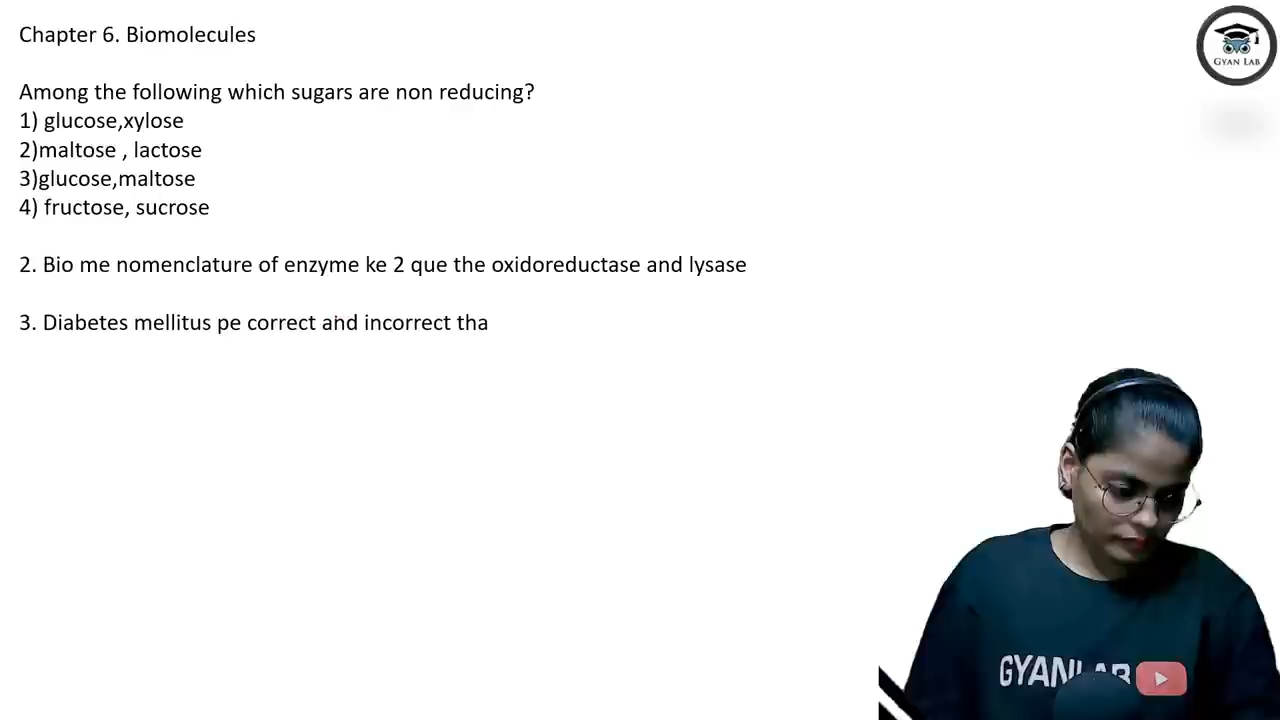 Chapter 6. Biomolecules
GYAN LAB
Among the following which sugars are non reducing?
1) glucose,xylose
2)maltose , lactose
3)glucose,maltose
4) fructose, sucrose
2. Bio me nomenclature of enzyme ke 2 que the oxidoreductase and lysase
3. Diabetes mellitus pe correct and incorrect tha
GYANLAB